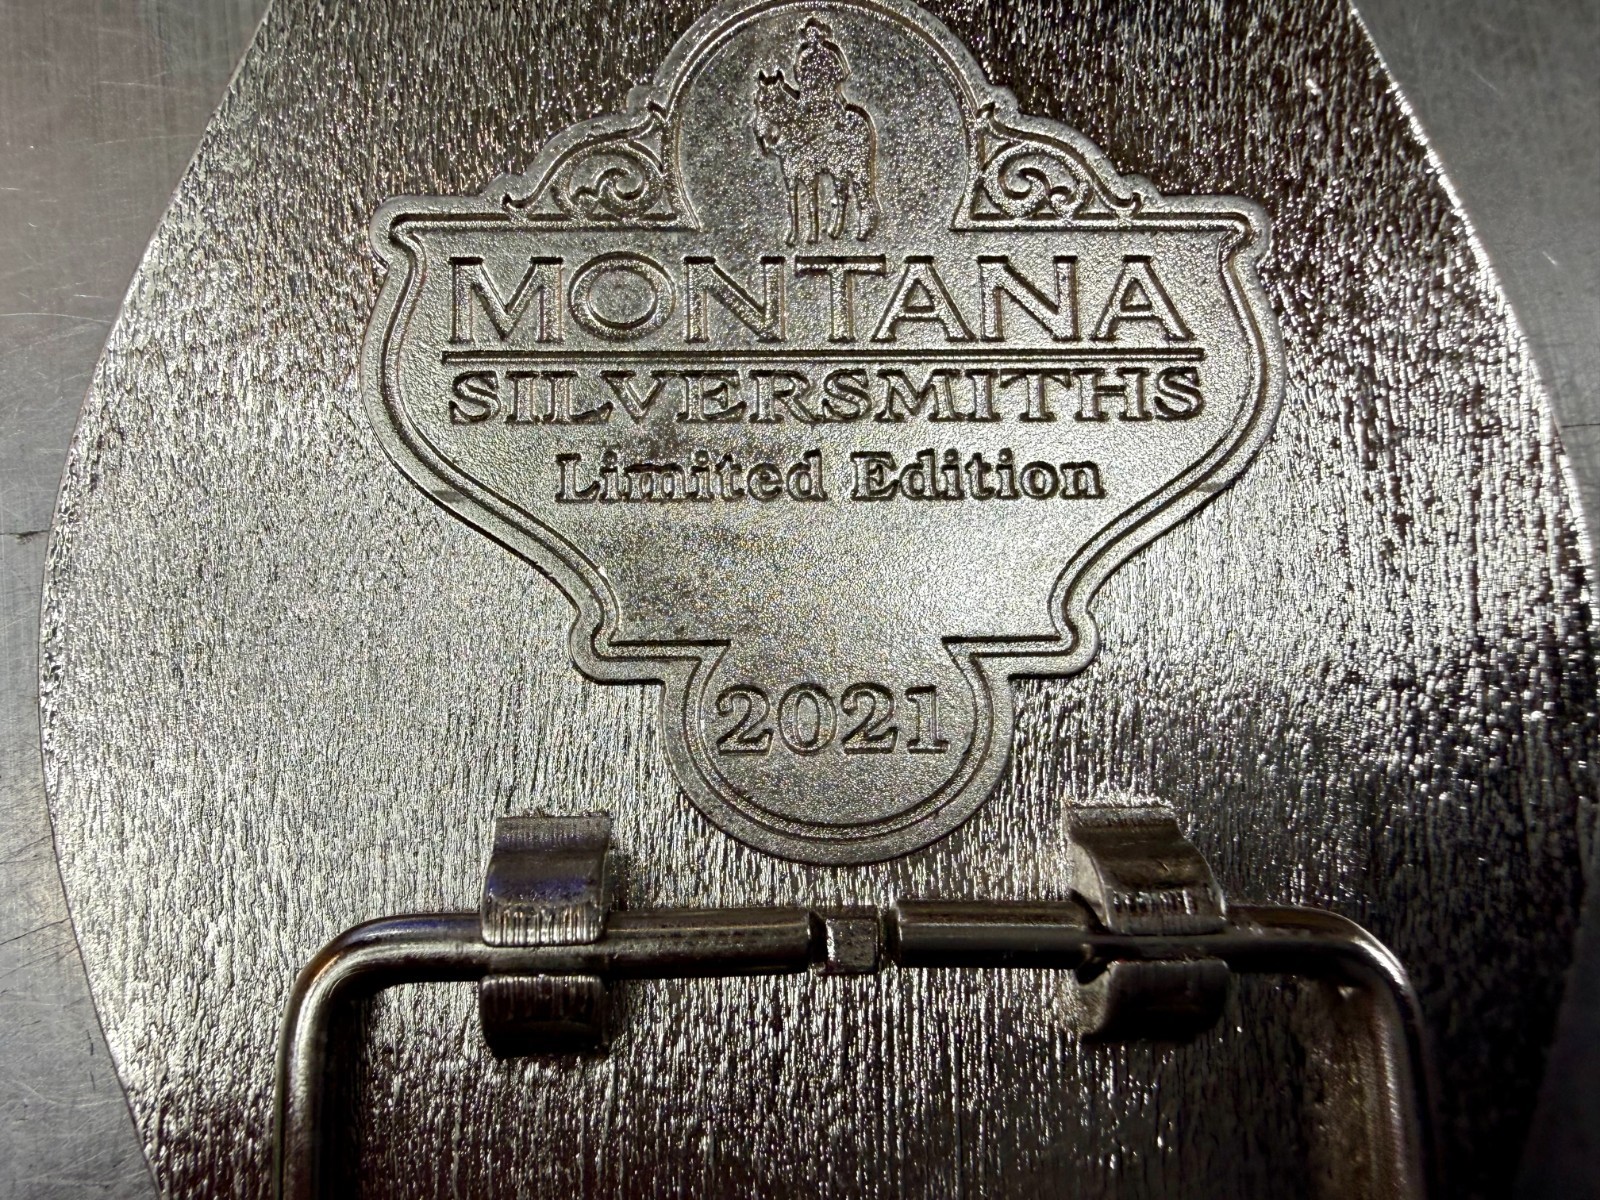 MONTANA
SILVERSMITHS
Limited Edition
2021